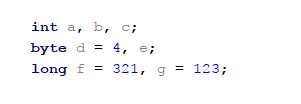 int a, b, c;
byte d = 4, e;
long f = 321, g = 123;